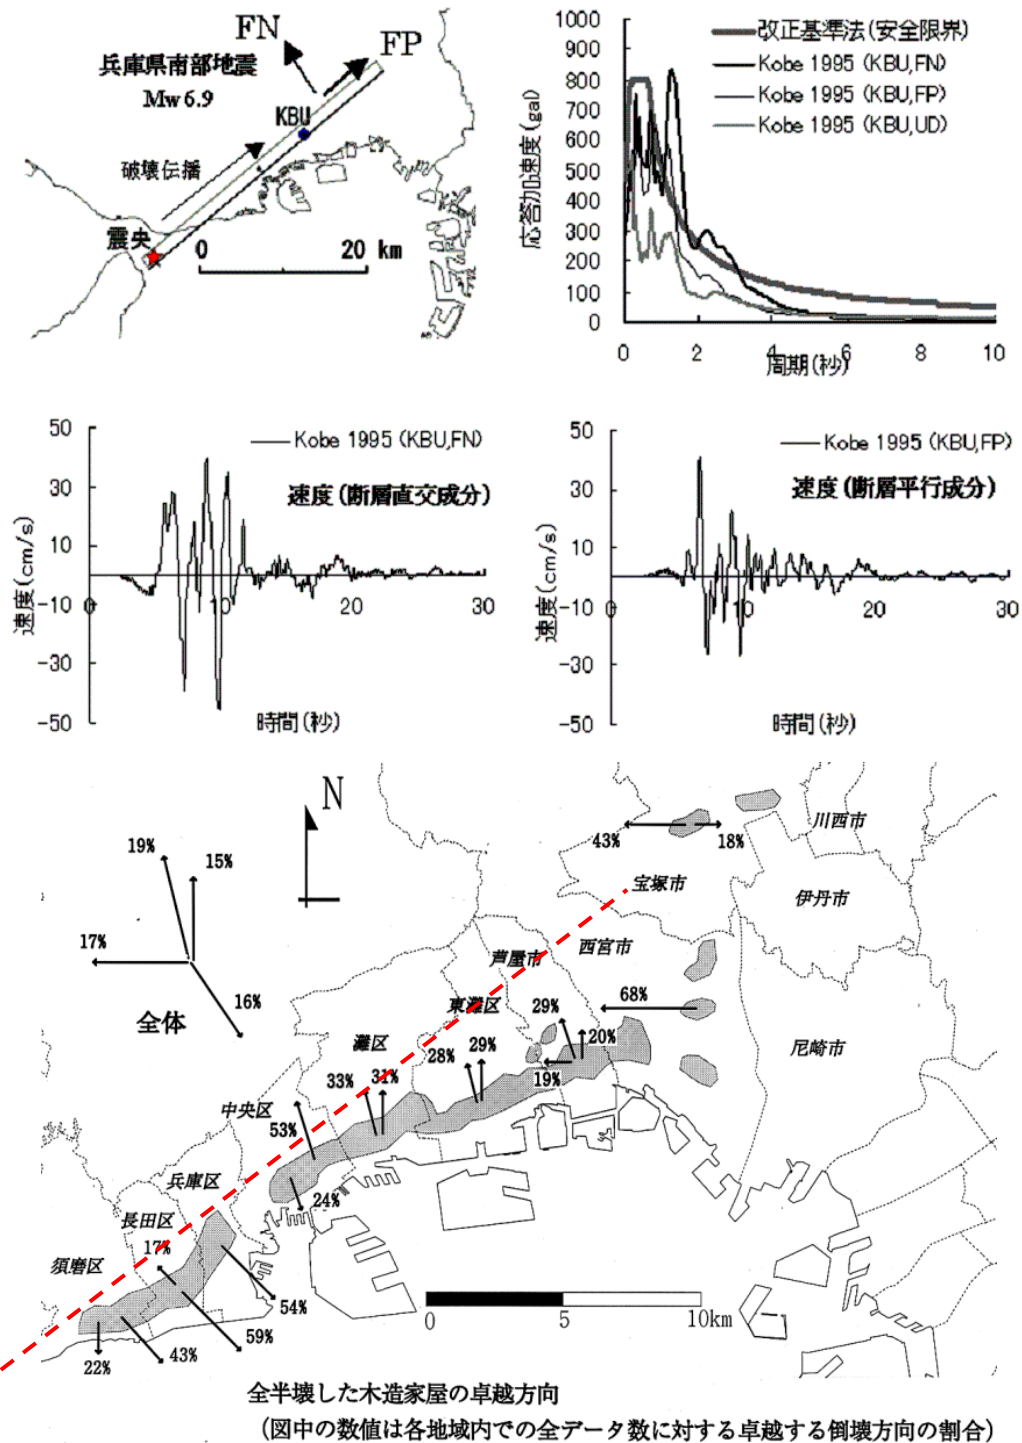 FN
FP
兵庫県南部地震
Mw 6.9
KBU
破壊伝播
震央
0 20 km
1000
900
800
700
600
500
400
300
200
100
0
応答加速度(gal)
改正基準法(安全限界)
Kobe 1995 (KBU,FN)
Kobe 1995 (KBU,FP)
Kobe 1995 (KBU,UD)
0 2 4 6 8 10
周期(秒)
50
30
10
-10
-30
-50
速度(cm/s)
Kobe 1995 (KBU,FN)
速度(断層直交成分)
0 10 20 30
時間(秒)
50
30
10
-10
-30
-50
速度(cm/s)
Kobe 1995 (KBU,FP)
速度(断層平行成分)
0 10 20 30
時間(秒)
N
19%
15%
17%
16%
全体
43%
18%
川西市
宝塚市
伊丹市
西宮市
芦屋市
68%
東灘区
29%
20%
19%
尼崎市
灘区
28%
29%
33%
31%
中央区
53%
24%
兵庫区
長田区
17%
須磨区
54%
59%
43%
22%
0 5 10km
全半壊した木造家屋の卓越方向
(図中の数値は各地域内での全データ数に対する卓越する倒壊方向の割合)